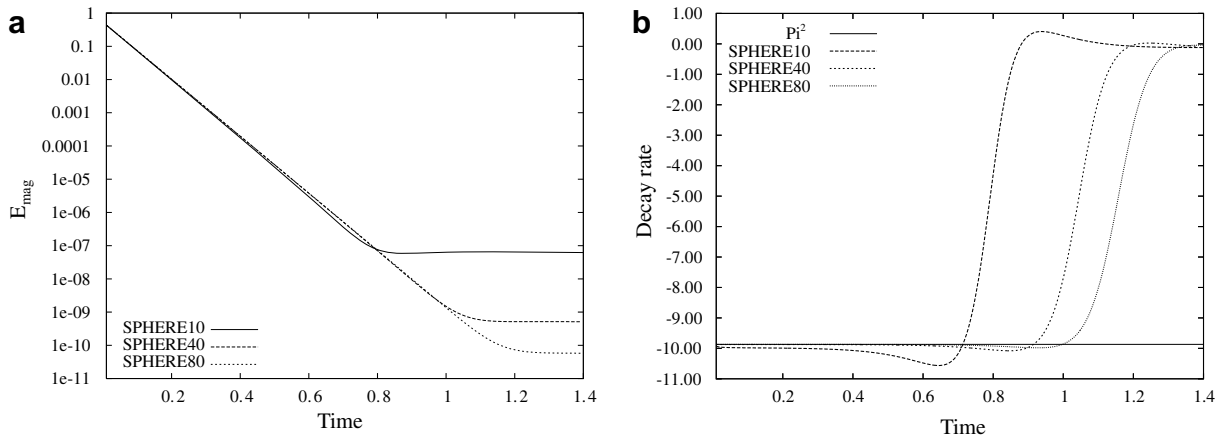 a
1
0.1
0.01
0.001
0.0001
1e-05
1e-06
1e-07
1e-08
1e-09
1e-10
1e-11
E_mag
SPHERE10
SPHERE40
SPHERE80
0.2 0.4 0.6 0.8 1 1.2 1.4
Time
b
1.00
0.00
-1.00
-2.00
-3.00
-4.00
-5.00
-6.00
-7.00
-8.00
-9.00
-10.00
-11.00
Decay rate
Pi²
SPHERE10
SPHERE40
SPHERE80
0.2 0.4 0.6 0.8 1 1.2 1.4
Time